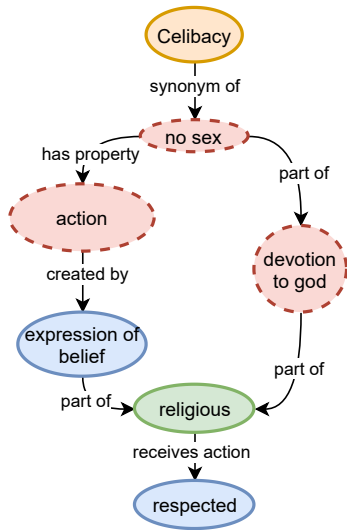 Celibacy
synonym of
no sex
has property
part of
action
devotion
to god
created by
expression of
belief
part of
part of
religious
receives action
respected